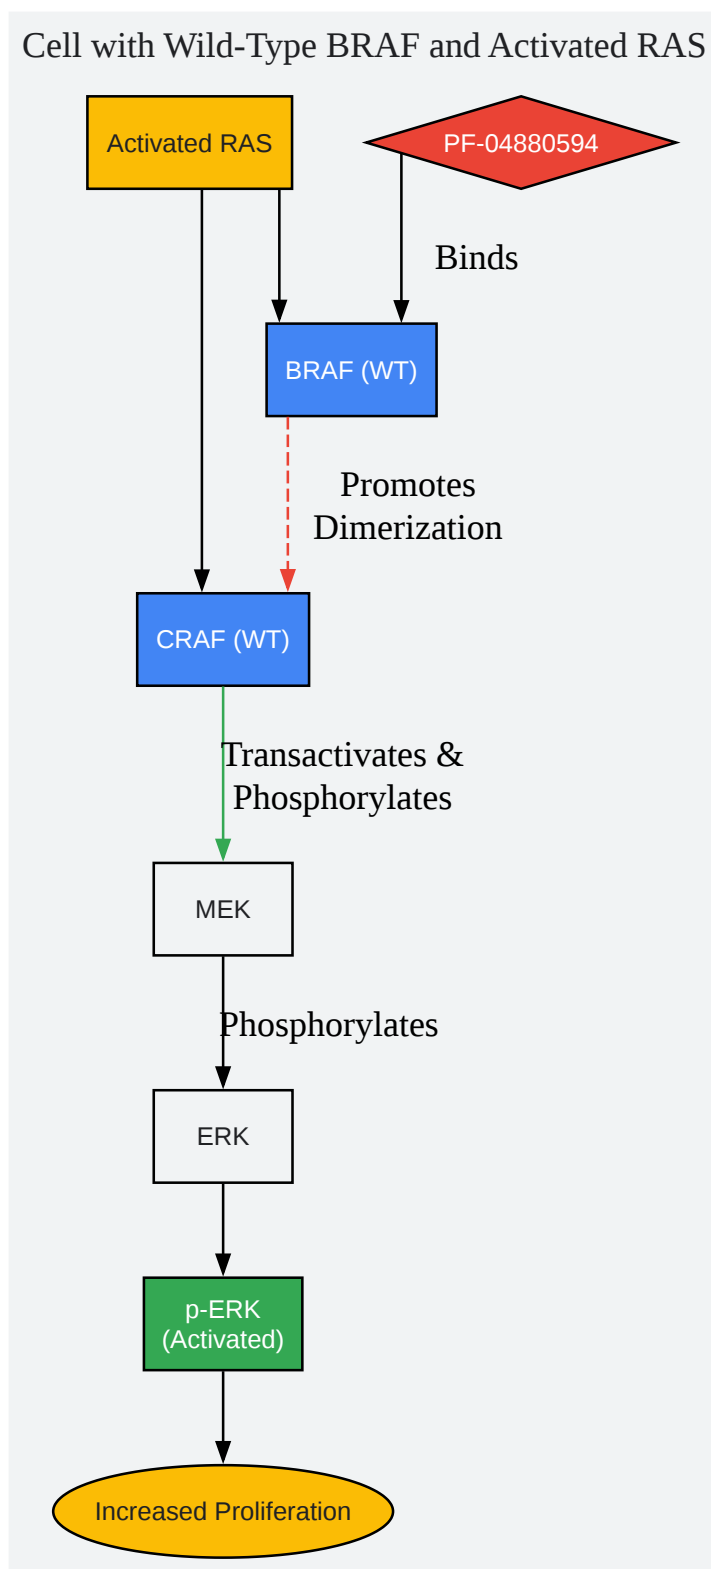 Cell with Wild-Type BRAF and Activated RAS
Activated RAS
PF-04880594
Binds
BRAF (WT)
Promotes
Dimerization
CRAF (WT)
Transactivates &
Phosphorylates
MEK
Phosphorylates
ERK
p-ERK
(Activated)
Increased Proliferation